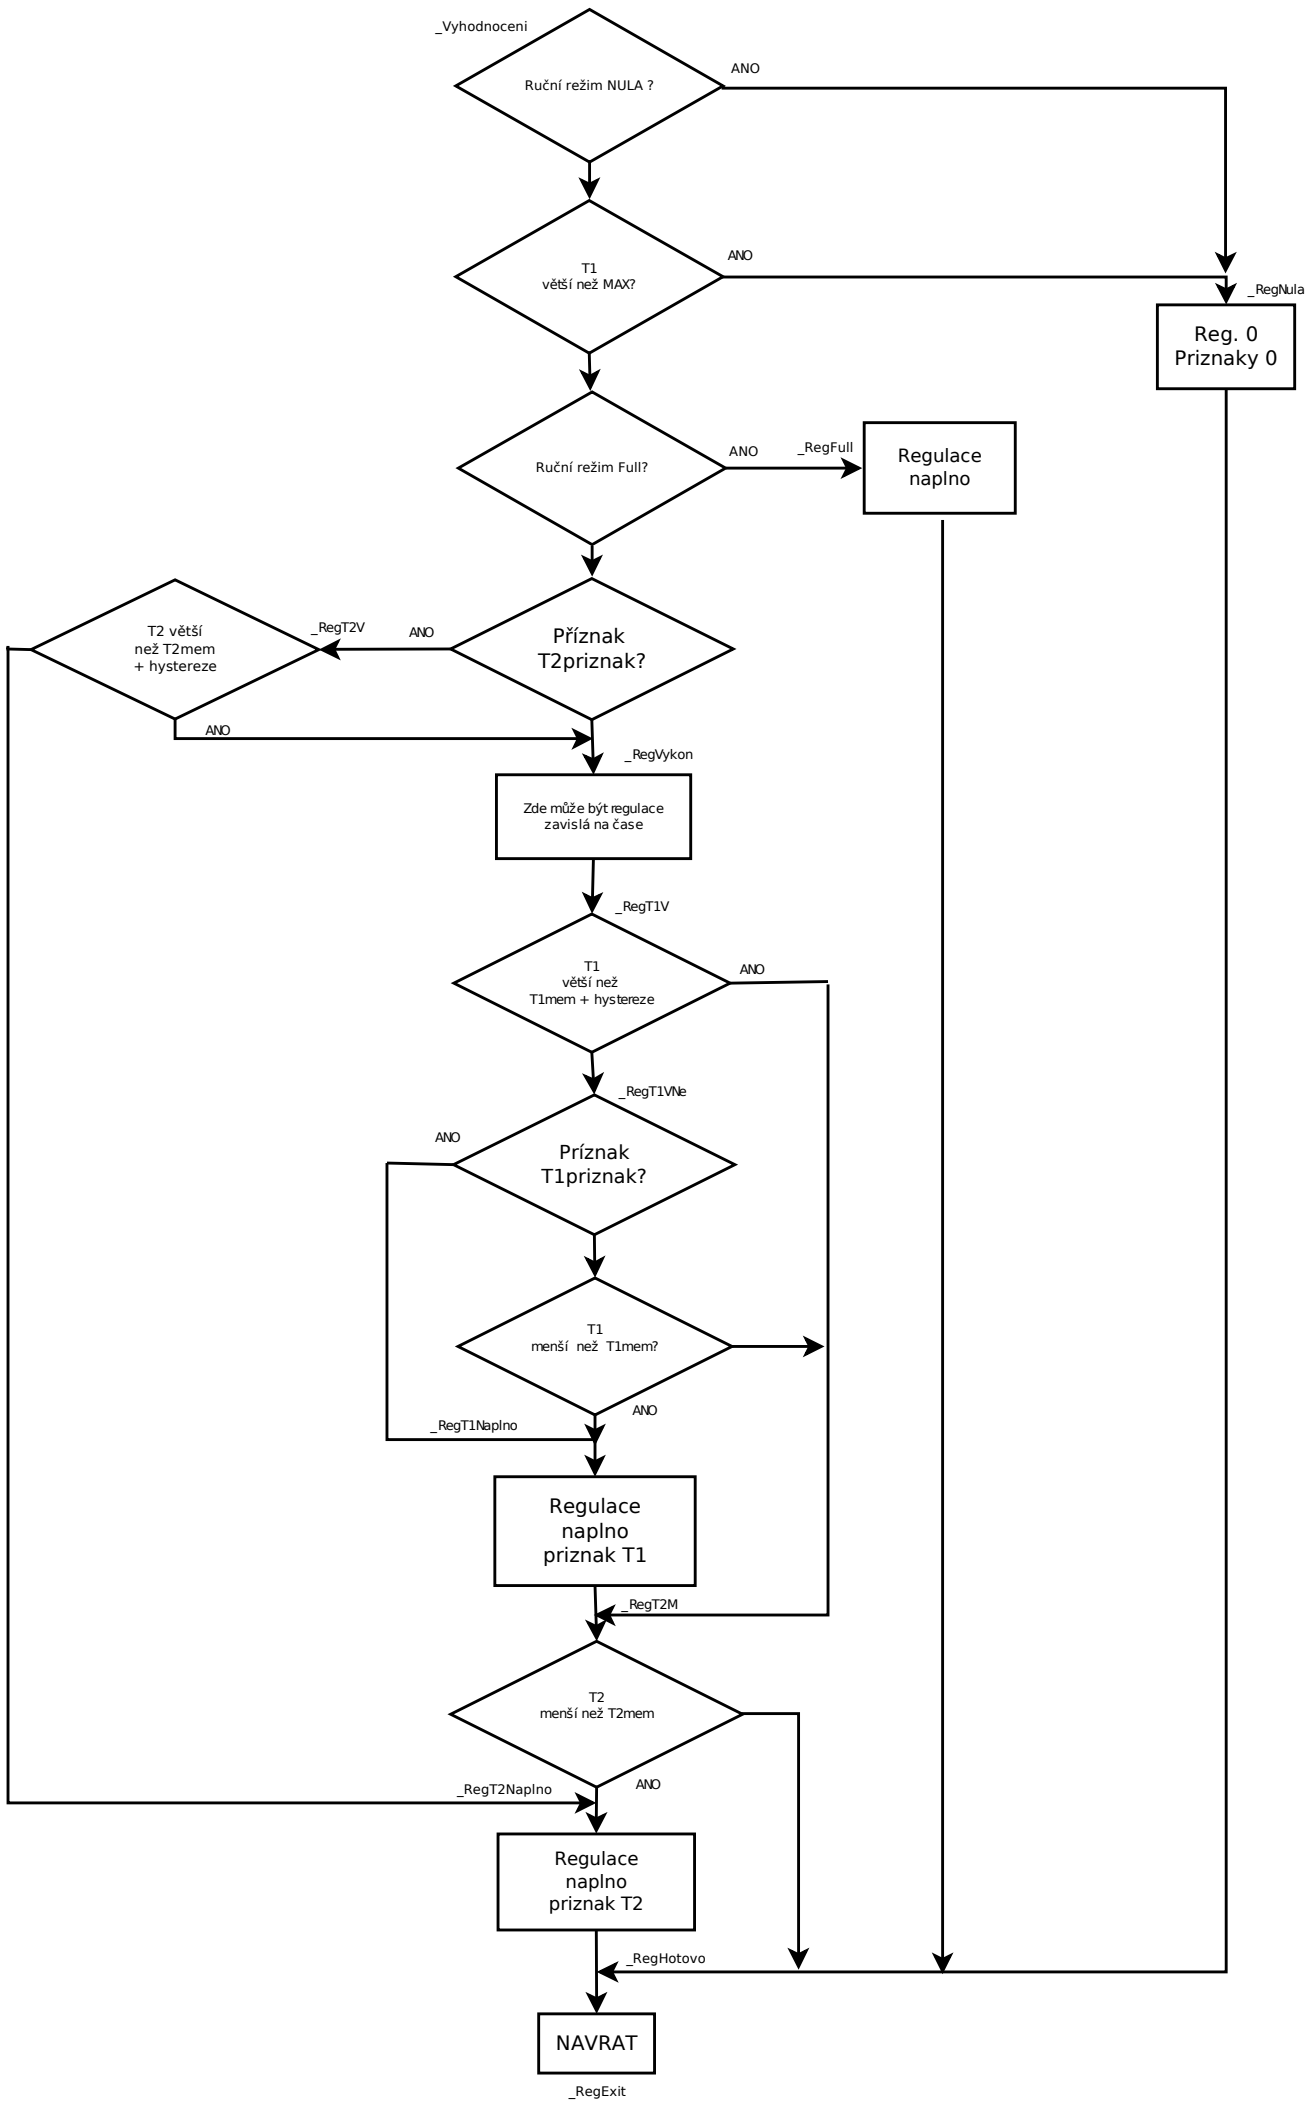 _Vyhodnoceni
Ruční režim NULA ?
ANO
T1
větší než MAX?
ANO
_RegNula
Reg. 0
Priznaky 0
Ruční režim Full?
ANO
_RegFull
Regulace
naplno
T2 větší
než T2mem
+ hystereze
_RegT2V
ANO
Příznak
T2priznak?
ANO
_RegVykon
Zde může být regulace
zavislá na čase
_RegT1V
T1
větší než
T1mem + hystereze
ANO
_RegT1VNe
ANO
Príznak
T1priznak?
T1
menší než T1mem?
ANO
_RegT1Naplno
Regulace
naplno
priznak T1
_RegT2M
T2
menší než T2mem
ANO
_RegT2Naplno
Regulace
naplno
priznak T2
_RegHotovo
NAVRAT
_RegExit